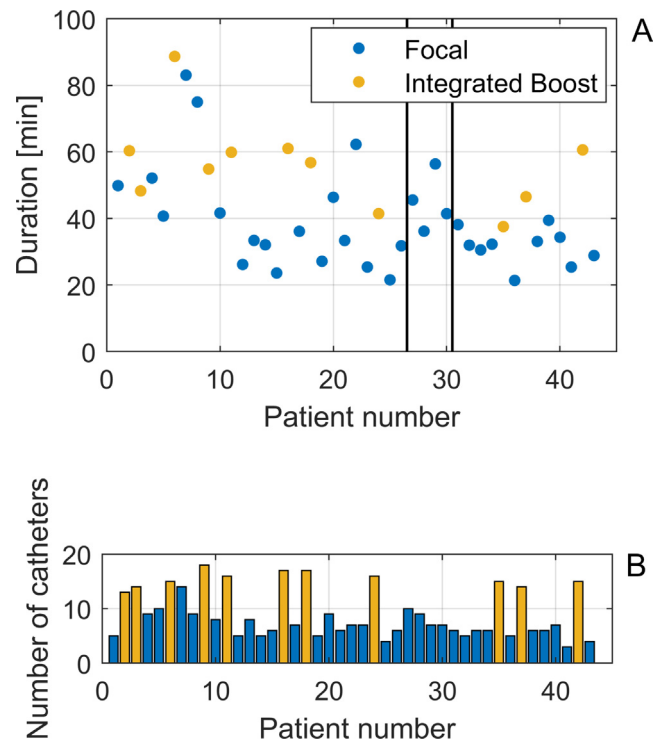 A
100
80
60
40
20
0
Duration [min]
Focal
Integrated Boost
0 10 20 30 40
Patient number
B
20
10
0
Number of catheters
0 10 20 30 40
Patient number